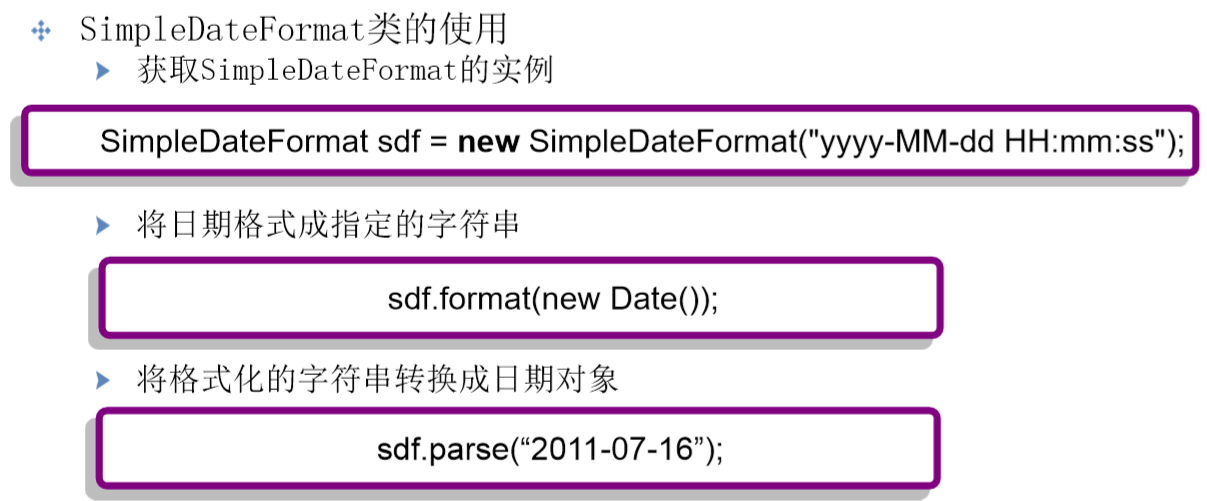 SimpleDateFormat类的使用
获取SimpleDateFormat的实例
SimpleDateFormat sdf = new SimpleDateFormat("yyyy-MM-dd HH:mm:ss");
将日期格式成指定的字符串
sdf.format(new Date());
将格式化的字符串转换成日期对象
sdf.parse(“2011-07-16”);